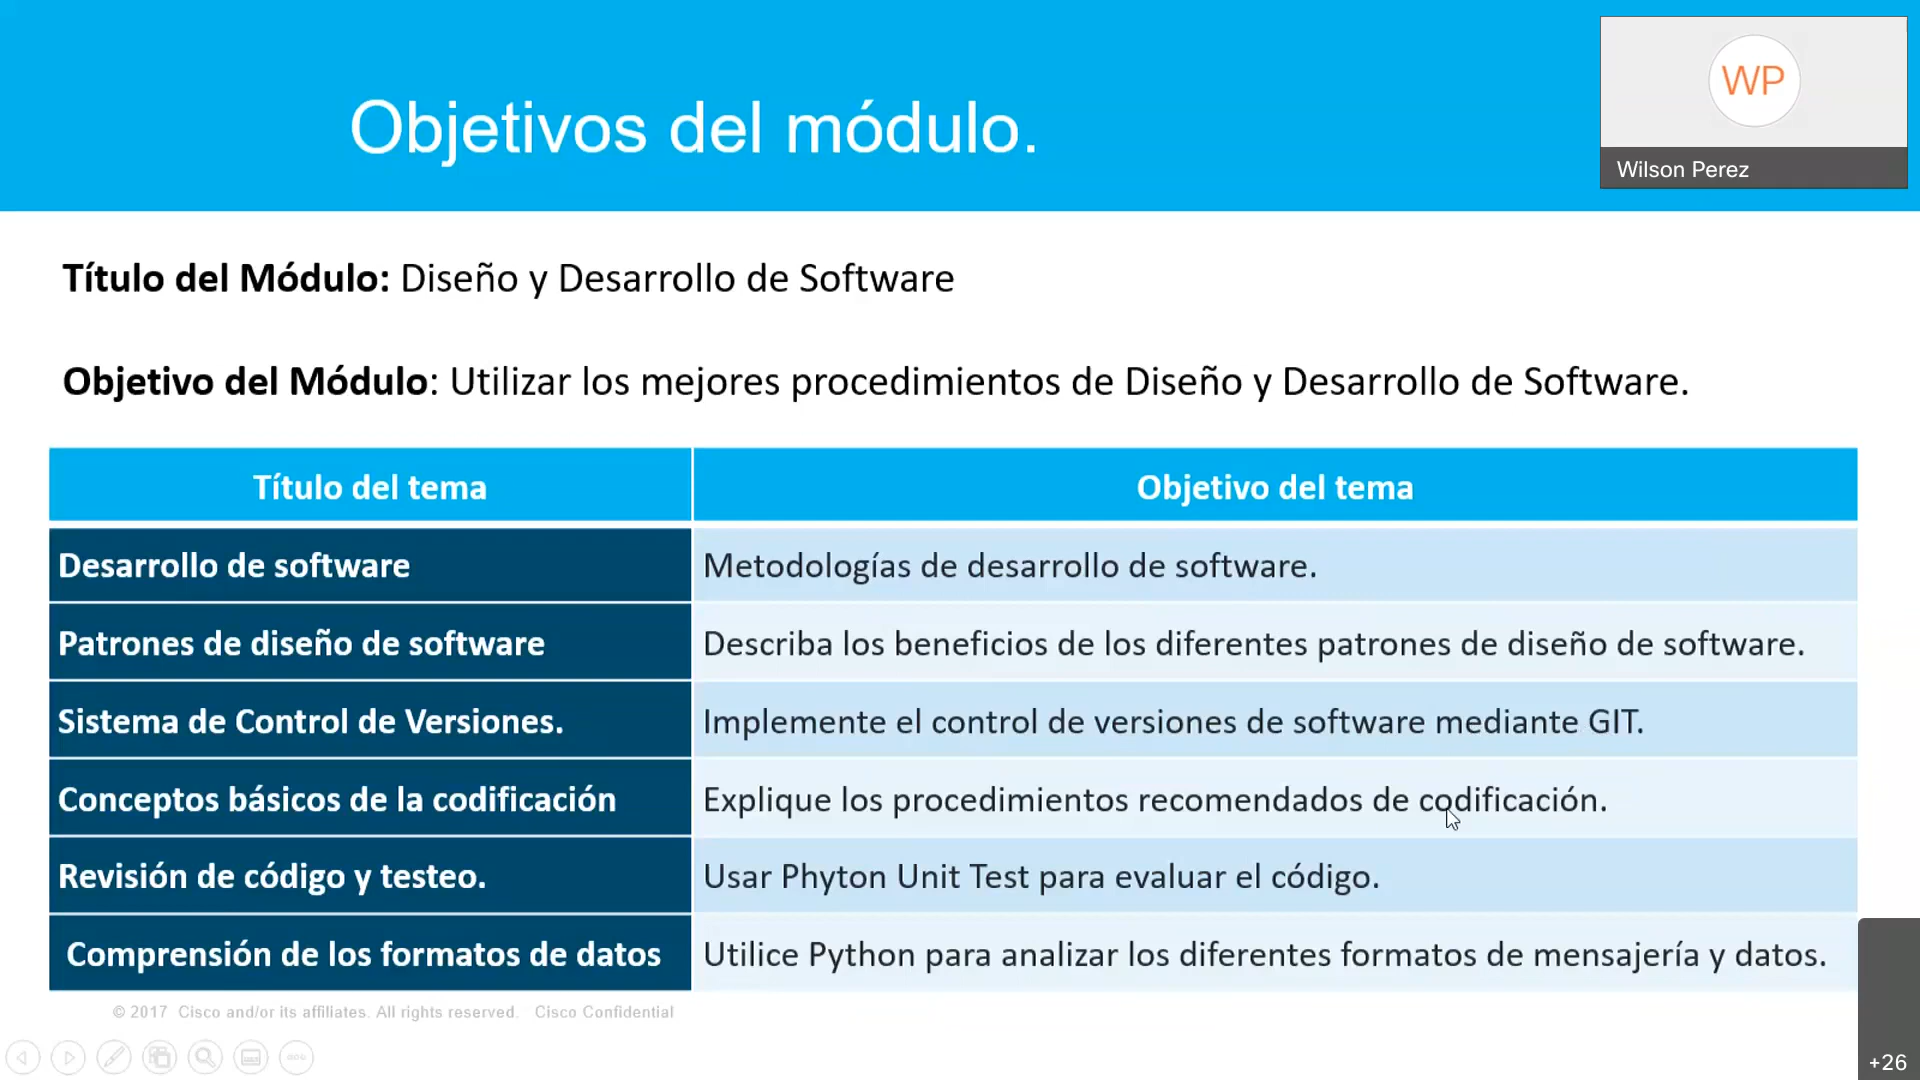 Objetivos del módulo.
WP
Wilson Perez
Título del Módulo: Diseño y Desarrollo de Software
Objetivo del Módulo: Utilizar los mejores procedimientos de Diseño y Desarrollo de Software.
Título del tema Objetivo del tema
Desarrollo de software Metodologías de desarrollo de software.
Patrones de diseño de software Describa los beneficios de los diferentes patrones de diseño de software.
Sistema de Control de Versiones. Implemente el control de versiones de software mediante GIT.
Conceptos básicos de la codificación Explique los procedimientos recomendados de codificación.
Revisión de código y testeo. Usar Phyton Unit Test para evaluar el código.
Comprensión de los formatos de datos Utilice Python para analizar los diferentes formatos de mensajería y datos.
© 2017 Cisco and/or its affiliates. All rights reserved. Cisco Confidential
+26